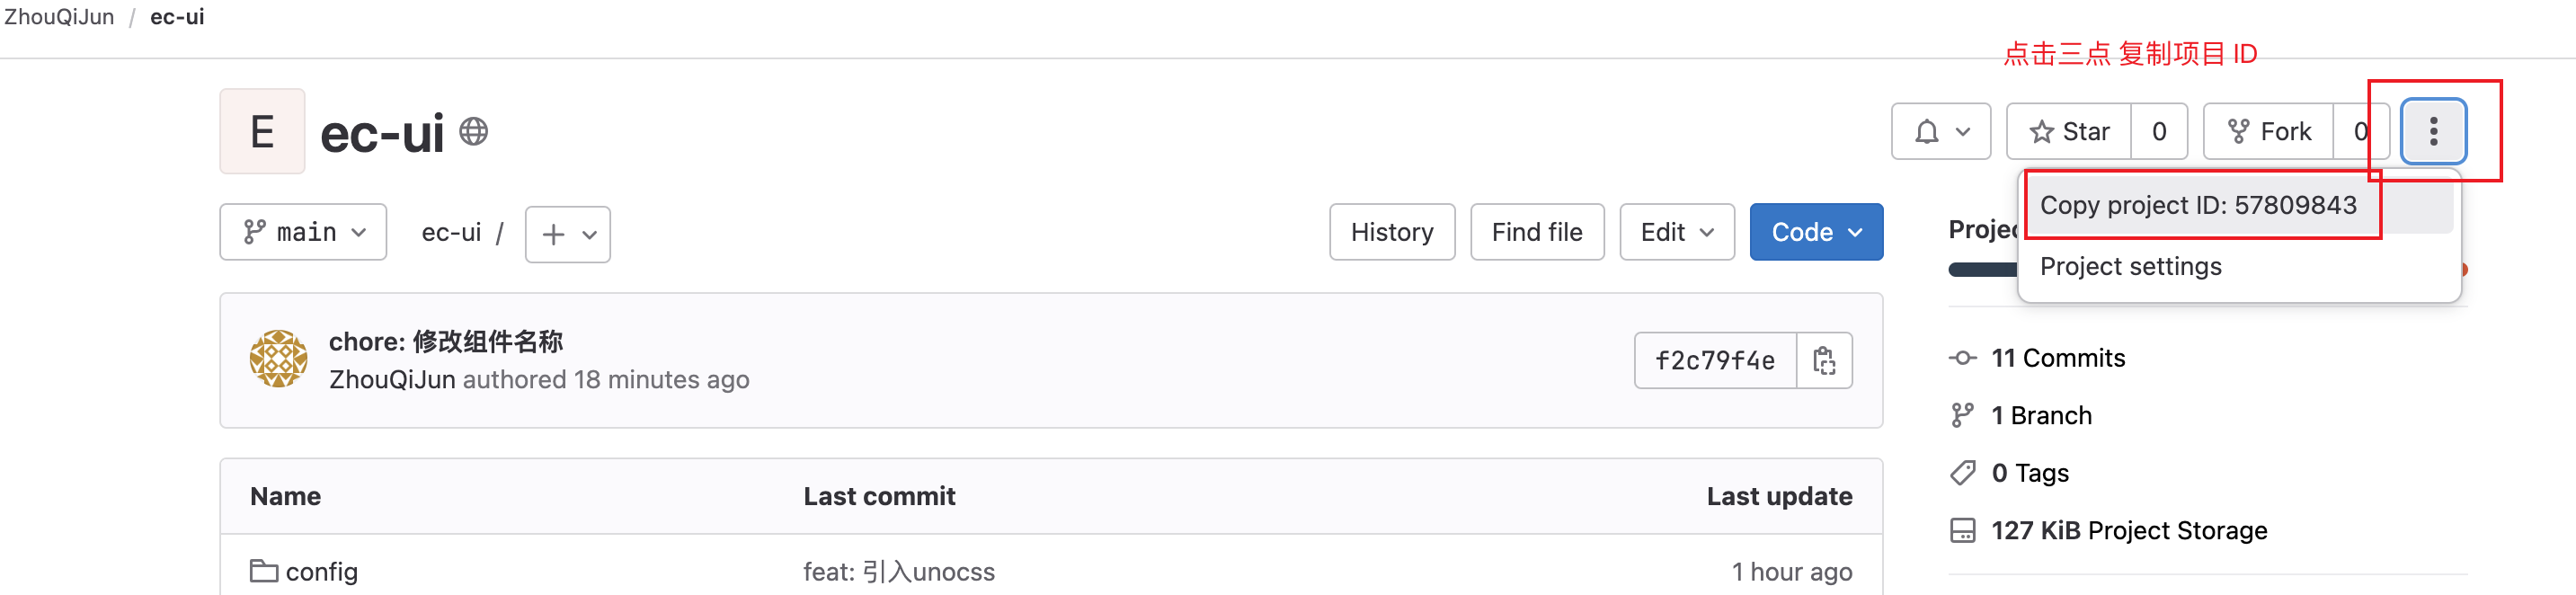 ZhouQiJun / ec-ui
点击三点 复制项目 ID
E
ec-ui
Star 0
Fork 0
Copy project ID: 57809843
Project settings
main
ec-ui /
History
Find file
Edit
Code
chore: 修改组件名称
ZhouQiJun authored 18 minutes ago
f2c79f4e
11 Commits
1 Branch
0 Tags
127 KiB Project Storage
Name Last commit Last update
config feat: 引入unocss 1 hour ago